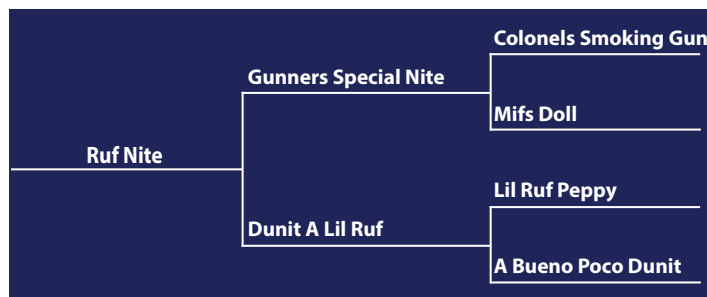 Colonels Smoking Gun
Gunners Special Nite
Mifs Doll
Ruf Nite
Lil Ruf Peppy
Dunit A Lil Ruf
A Bueno Poco Dunit